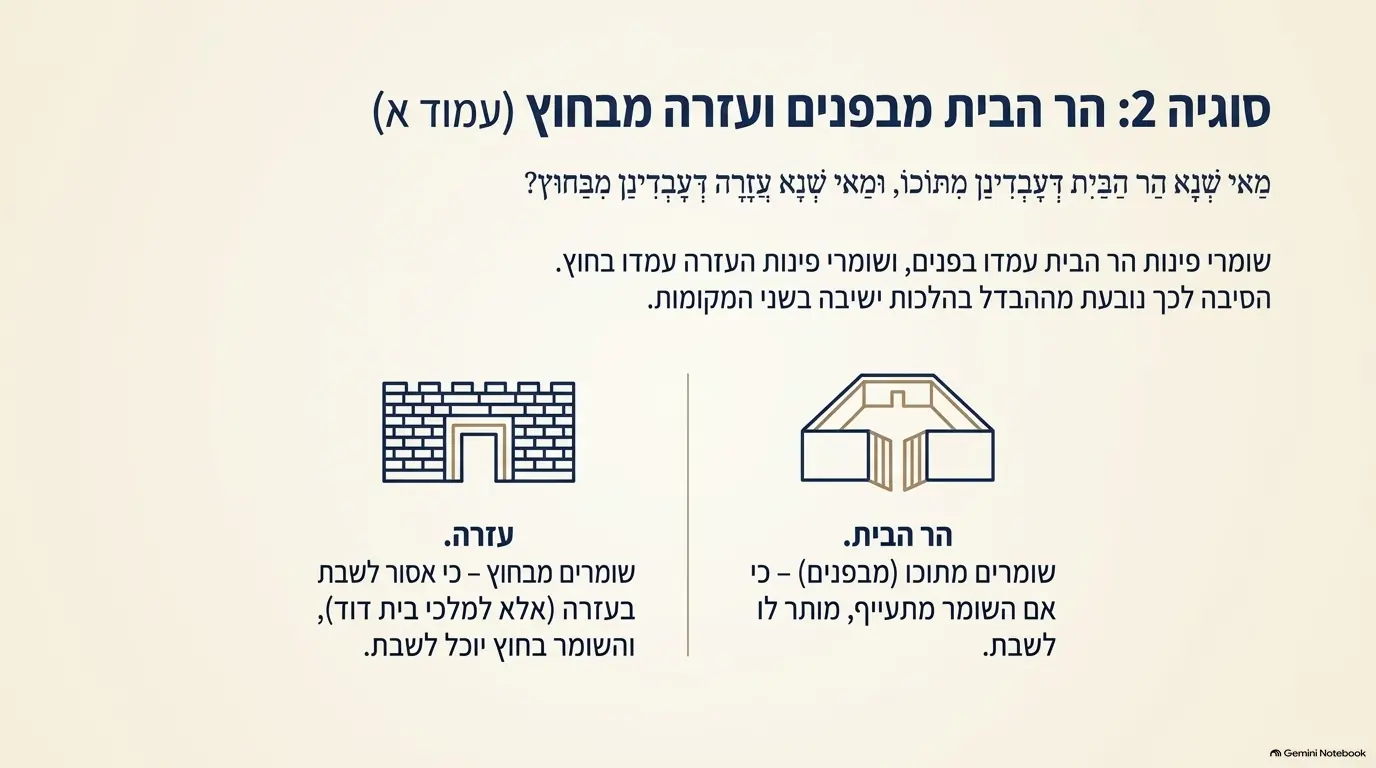 סוגיה 2: הר הבית מבפנים ועזרה מבחוץ (עמוד א)
מַאי שְׁנָא הַר הַבַּיִת דְּעָבְדִינַן מִתּוֹכוֹ, וּמַאי שְׁנָא עֲזָרָה דְּעָבְדִינַן מִבַּחוּץ?
שומרי פינות הר הבית עמדו בפנים, ושומרי פינות העזרה עמדו בחוץ.
הסיבה לכך נובעת מההבדל בהלכות ישיבה בשני המקומות.
הר הבית.
שומרים מתוכו (מבפנים) – כי
אם השומר מתעייף, מותר לו
לשבת.
עזרה.
שומרים מבחוץ – כי אסור לשבת
בעזרה (אלא למלכי בית דוד),
והשומר בחוץ יוכל לשבת.
Gemini Notebook